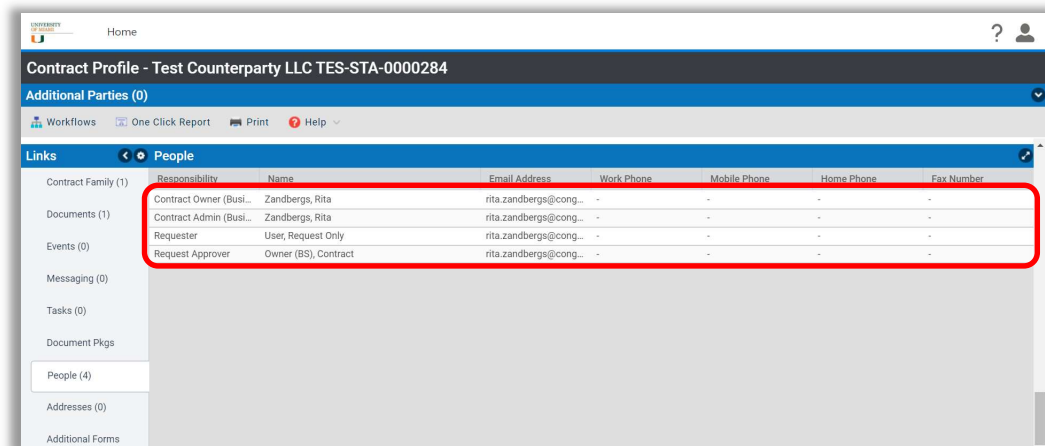 UNIVERSITY
OF MIAMI
Home
?
Contract Profile - Test Counterparty LLC TES-STA-0000284
Additional Parties (0)
Workflows One Click Report Print ? Help
Links People
Contract Family (1)
Documents (1)
Events (0)
Messaging (0)
Tasks (0)
Document Pkgs
People (4)
Addresses (0)
Additional Forms
Responsibility Name Email Address Work Phone Mobile Phone Home Phone Fax Number
Contract Owner (Busi... Zandbergs, Rita rita.zandbergs@cong... - - - -
Contract Admin (Busi... Zandbergs, Rita rita.zandbergs@cong... - - - -
Requester User, Request Only rita.zandbergs@cong... - - - -
Request Approver Owner (BS), Contract rita.zandbergs@cong... - - - -